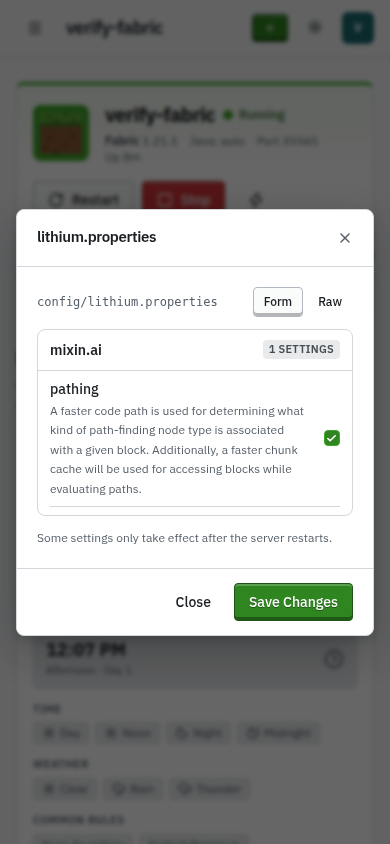 verify-fabric
verify-fabric
Running
Fabric 1.21.1 Java: auto Port 35565
Up 8m
Restart
Stop
lithium.properties
config/lithium.properties
Form
Raw
mixin.ai
1 SETTINGS
pathing
A faster code path is used for determining what
kind of path-finding node type is associated
with a given block. Additionally, a faster chunk
cache will be used for accessing blocks while
evaluating paths.
Some settings only take effect after the server restarts.
Close
Save Changes
12:07 PM
Afternoon · Day 1
TIME
Day
Noon
Night
Midnight
WEATHER
Clear
Rain
Thunder
COMMON RULES